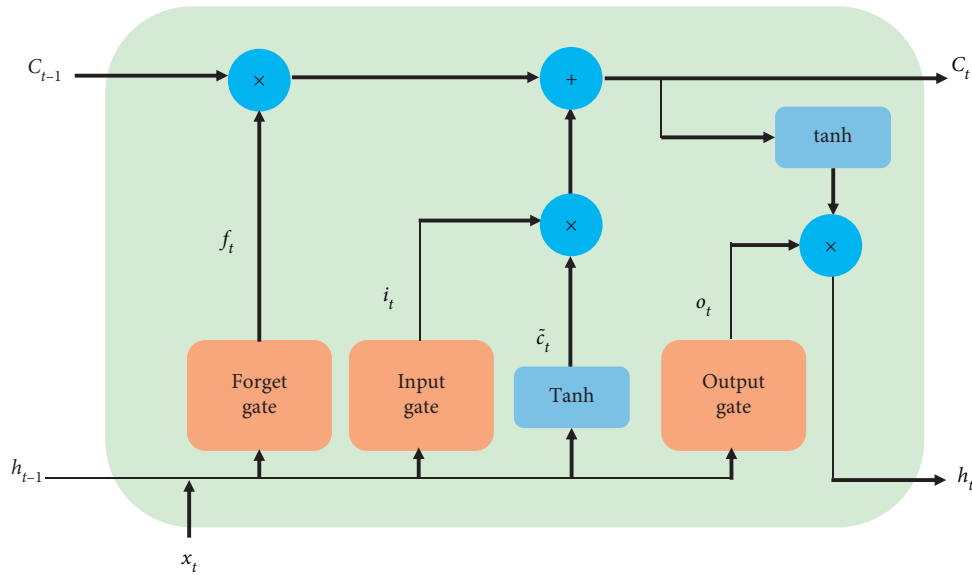 C_{t–1}
×
+
C_t
tanh
f_t
×
×
i_t
o_t
c̃_t
Forget
gate
Input
gate
Tanh
Output
gate
h_{t–1}
h_t
x_t